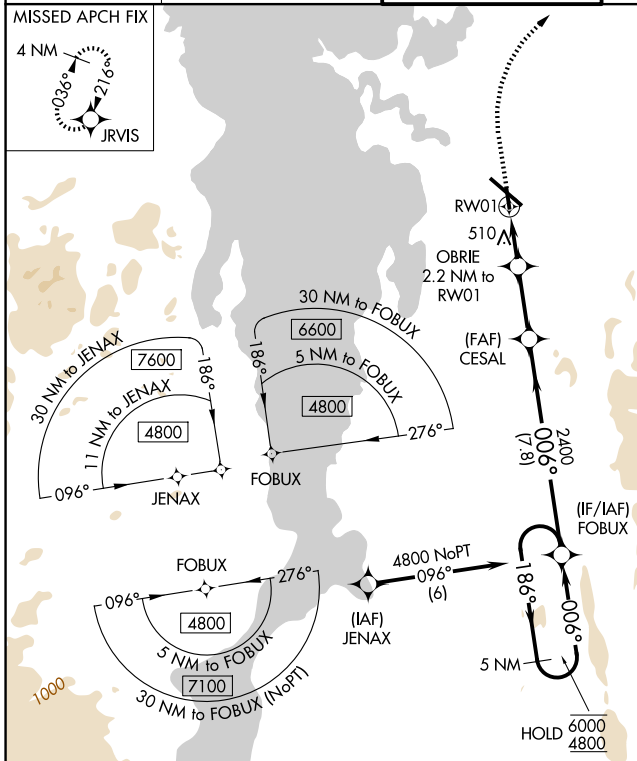 MISSED APCH FIX
4 NM
036°
216°
JRVIS
RW01
510
OBRIE
2.2 NM to
RW01
(FAF)
CESAL
30 NM to FOBUX
6600
186°
5 NM to FOBUX
4800
276°
FOBUX
30 NM to JENAX
7600
186°
11 NM to JENAX
4800
096°
JENAX
2400
006°
(7.8)
(IF/IAF)
FOBUX
FOBUX
096°
276°
4800
5 NM to FOBUX
7100
30 NM to FOBUX (NoPT)
4800 NoPT
096°
(6)
(IAF)
JENAX
186°
006°
5 NM
HOLD
6000
4800
1000